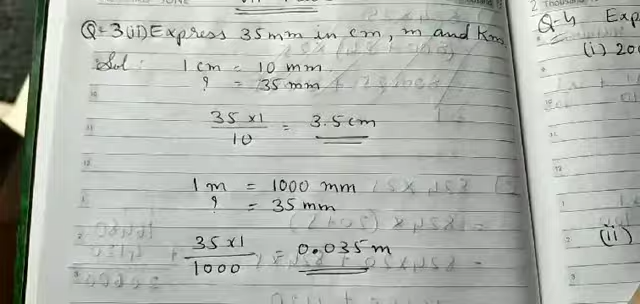 Q-3(ii) Express 35mm in cm, m and Km.
Sol:
1 cm = 10 mm
? = 35 mm
35 x 1 / 10 = 3.5 cm
1 m = 1000 mm
? = 35 mm
35 x 1 / 1000 = 0.035 m
Q-4 Exp
(i) 200
(ii)